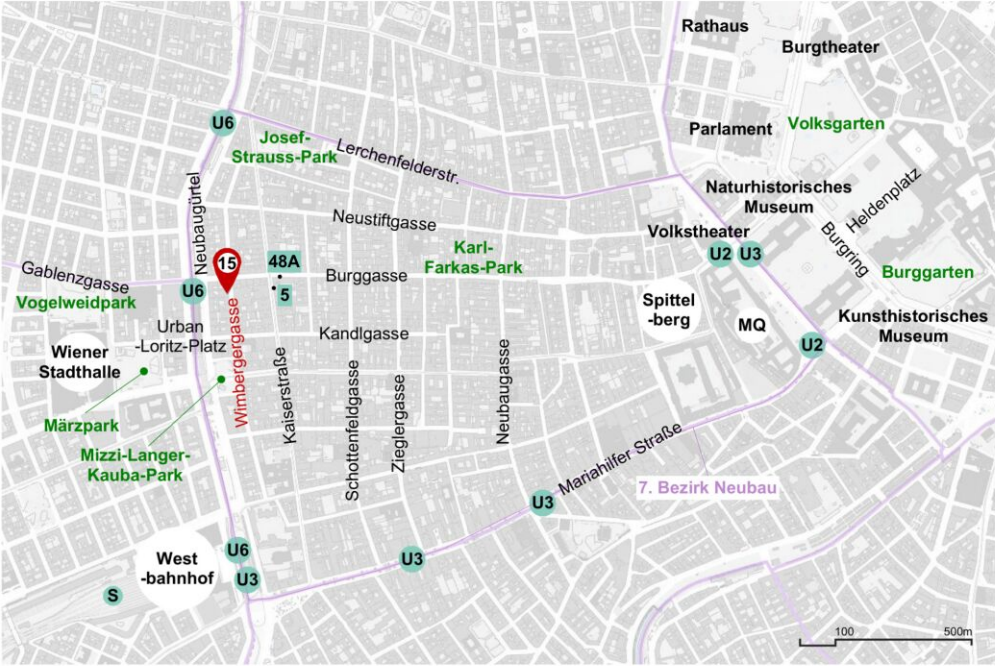 Rathaus
Burgtheater
U6
Josef-
Strauss-Park
Lerchenfelderstr.
Parlament
Volksgarten
Neubaugürtel
Naturhistorisches
Museum
Heldenplatz
Neustiftgasse
Volkstheater
U2
U3
Burgring
Karl-
Farkas-Park
15
48A
Gablenzgasse
Burggasse
Burggarten
Vogelweidpark
U6
5
Spittel
-berg
MQ
Kunsthistorisches
Museum
Urban
-Loritz-Platz
Wimbergergasse
Kandlgasse
U2
Wiener
Stadthalle
Kaiserstraße
Schottenfeldgasse
Zieglergasse
Neubaugasse
Märzpark
Mizzi-Langer-
Kauba-Park
Mariahilfer Straße
7. Bezirk Neubau
U3
U6
U3
West
-bahnhof
U3
S
100
500m